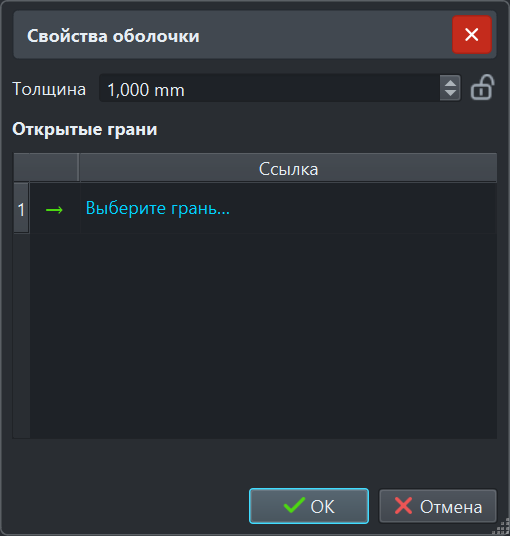 Свойства оболочки
Толщина 1,000 mm
Открытые грани
Ссылка
1 → Выберите грань...
OK Отмена